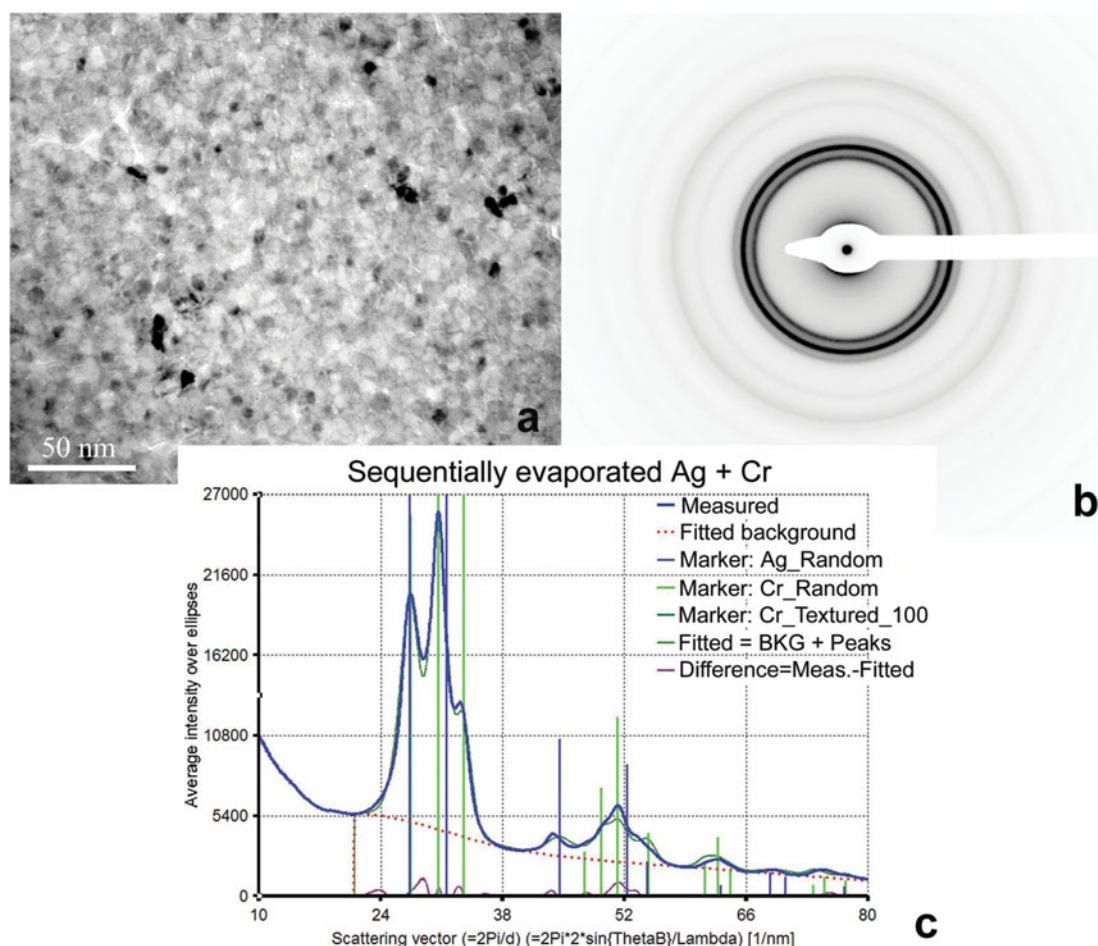 a
50 nm
b
Sequentially evaporated Ag + Cr
27000
21600
16200
10800
5400
0
Average intensity over ellipses
Measured
Fitted background
Marker: Ag_Random
Marker: Cr_Random
Marker: Cr_Textured_100
Fitted = BKG + Peaks
Difference=Meas.-Fitted
10 24 38 52 66 80
Scattering vector (=2Pi/d) (=2Pi*2*sin{ThetaB}/Lambda) [1/nm]
c